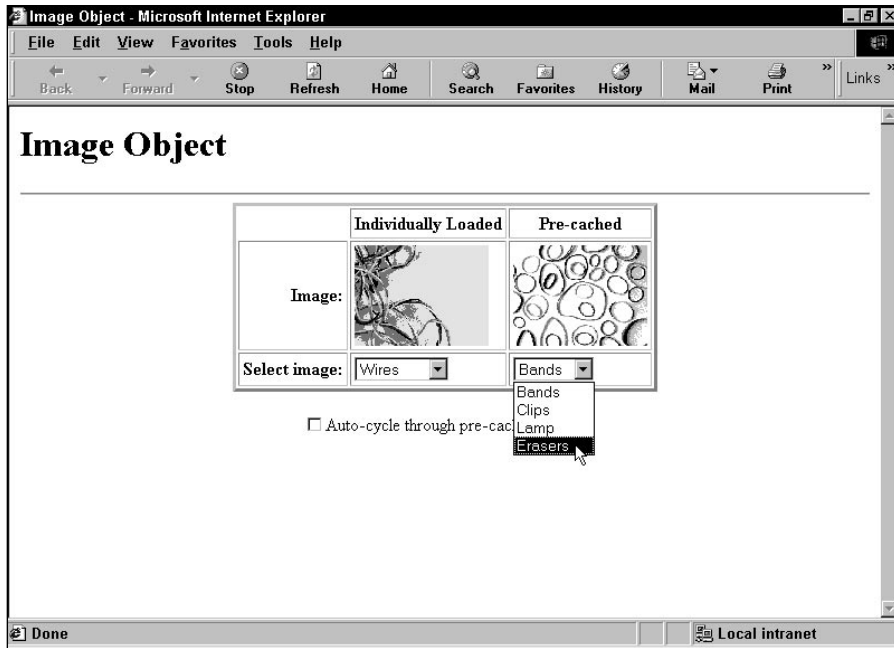 Image Object - Microsoft Internet Explorer
File Edit View Favorites Tools Help
Back Forward Stop Refresh Home Search Favorites History Mail Print » Links »
Image Object
Individually Loaded Pre-cached
Image:
Select image: Wires Bands
Bands
Clips
Lamp
Erasers
Auto-cycle through
Done Local intranet